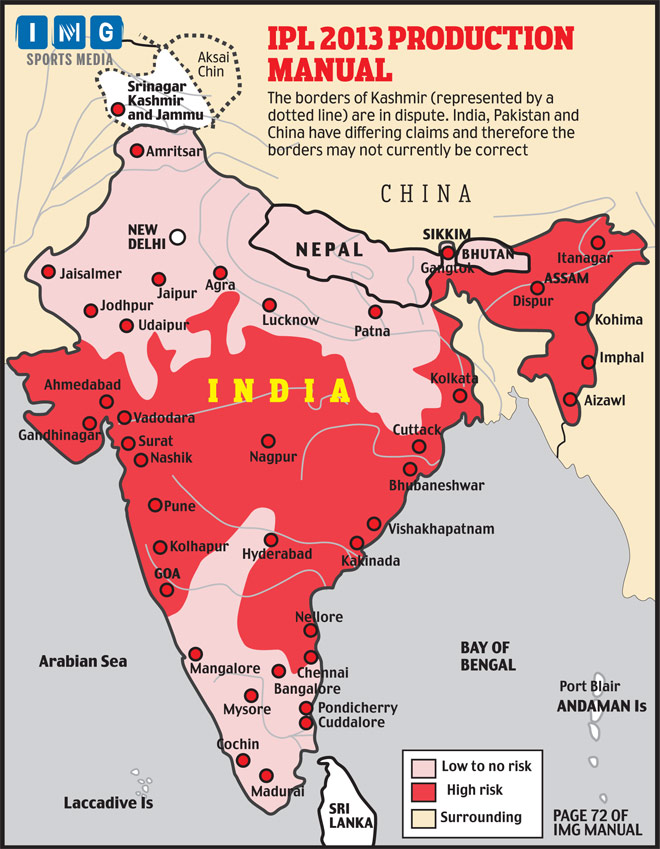 IMG
SPORTS MEDIA
IPL 2013 PRODUCTION
MANUAL
The borders of Kashmir (represented by a
dotted line) are in dispute. India, Pakistan and
China have differing claims and therefore the
borders may not currently be correct
Aksai
Chin
Srinagar
Kashmir
and Jammu
Amritsar
CHINA
NEW
DELHI
NEPAL
SIKKIM
BHUTAN
Gangtok
Itanagar
ASSAM
Dispur
Jaisalmer
Jaipur
Agra
Jodhpur
Udaipur
Lucknow
Patna
Kohima
Imphal
Aizawl
INDIA
Kolkata
Ahmedabad
Vadodara
Gandhinagar
Surat
Nashik
Nagpur
Cuttack
Bhubaneshwar
Pune
Vishakhapatnam
Kolhapur
Hyderabad
Kakinada
GOA
Nellore
Arabian Sea
Mangalore
Chennai
Bangalore
BAY OF
BENGAL
Mysore
Pondicherry
Cuddalore
Port Blair
ANDAMAN Is
Cochin
Madurai
Laccadive Is
SRI
LANKA
Low to no risk
High risk
Surrounding
PAGE 72 OF
IMG MANUAL